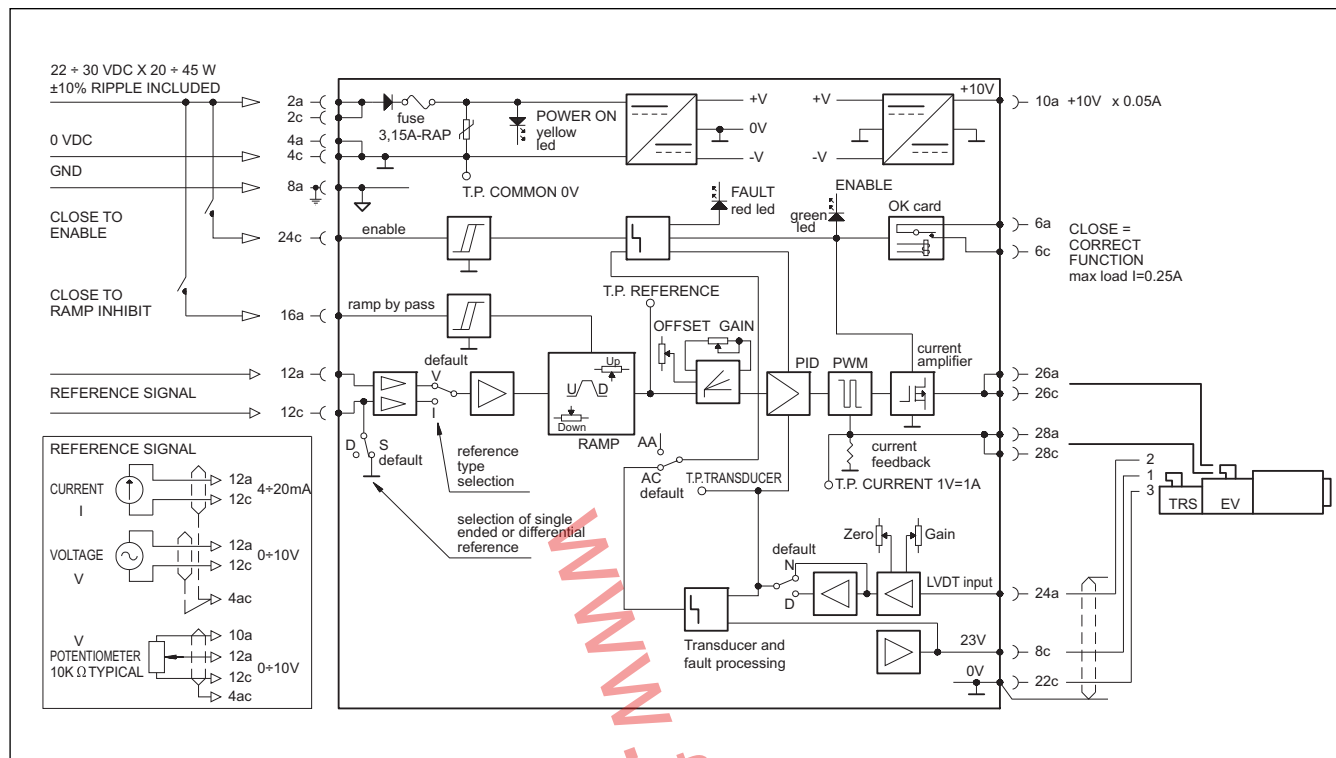 22 ÷ 30 VDC X 20 ÷ 45 W
±10% RIPPLE INCLUDED
0 VDC
GND
CLOSE TO
ENABLE
CLOSE TO
RAMP INHIBIT
REFERENCE SIGNAL
2a
2c
4a
4c
8a
24c
16a
12a
12c
fuse
3,15A-RAP
POWER ON
yellow
led
T.P. COMMON 0V
+V
0V
-V
+V
-V
+10V
10a +10V x 0.05A
enable
FAULT
red led
ENABLE
green
led
OK card
6a
6c
CLOSE =
CORRECT
FUNCTION
max load I=0.25A
ramp by pass
T.P. REFERENCE
OFFSET GAIN
default
V
I
Up
U D
Down
RAMP
PID
PWM
current
amplifier
26a
26c
28a
28c
D
S
default
reference
type
selection
selection of single
ended or differential
reference
AA
AC
default
T.P.TRANSDUCER
current
feedback
T.P. CURRENT 1V=1A
2
1
3
TRS
EV
Zero
Gain
default
N
D
LVDT input
24a
Transducer and
fault processing
23V
8c
0V
22c
REFERENCE SIGNAL
CURRENT
I
12a
12c
4÷20mA
VOLTAGE
V
12a
12c
0÷10V
4ac
V
POTENTIOMETER
10K Ω TYPICAL
10a
12a
12c
0÷10V
4ac
WWW.